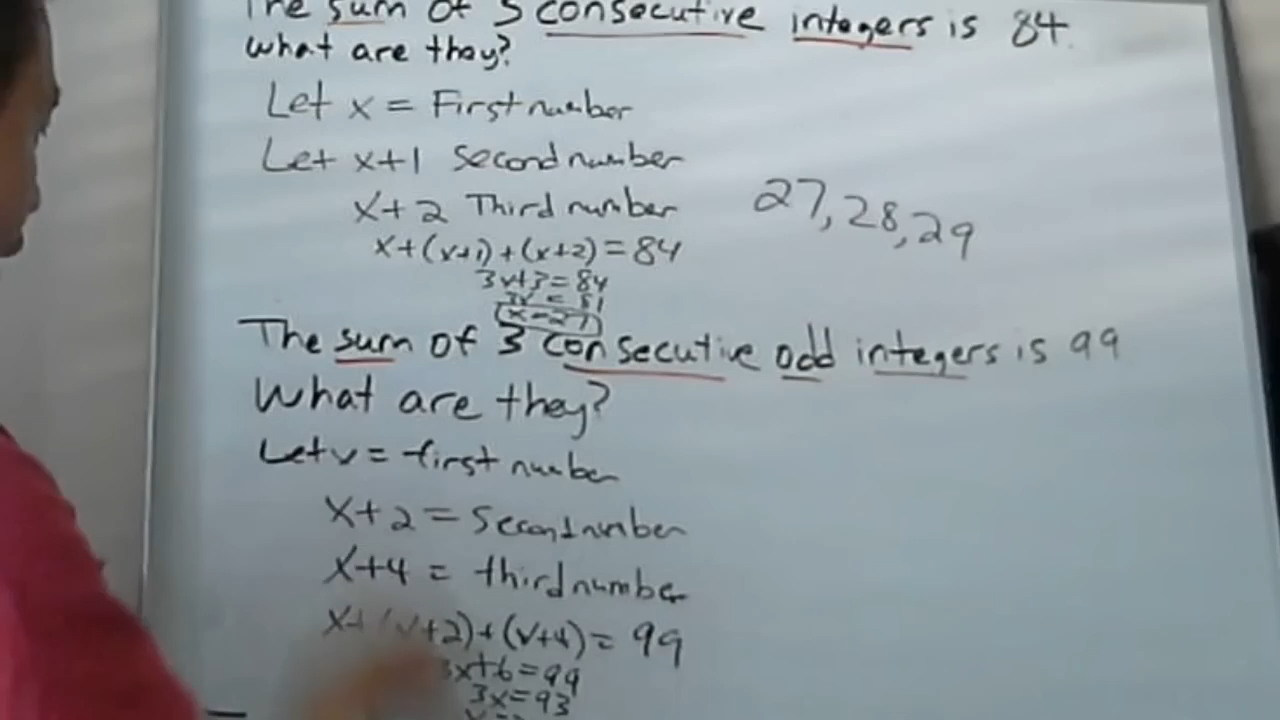 The sum of 3 consecutive integers is 84.
What are they?
Let x = First number
Let x+1 Second number
x+2 Third number
27, 28, 29
x+(x+1)+(x+2)=84
3x+3=84
3x = 81
x=27
The sum of 3 consecutive odd integers is 99
What are they?
Let x = first number
x+2 = Second number
x+4 = third number
x+(x+2)+(x+4)=99
3x+6=99
3x=93